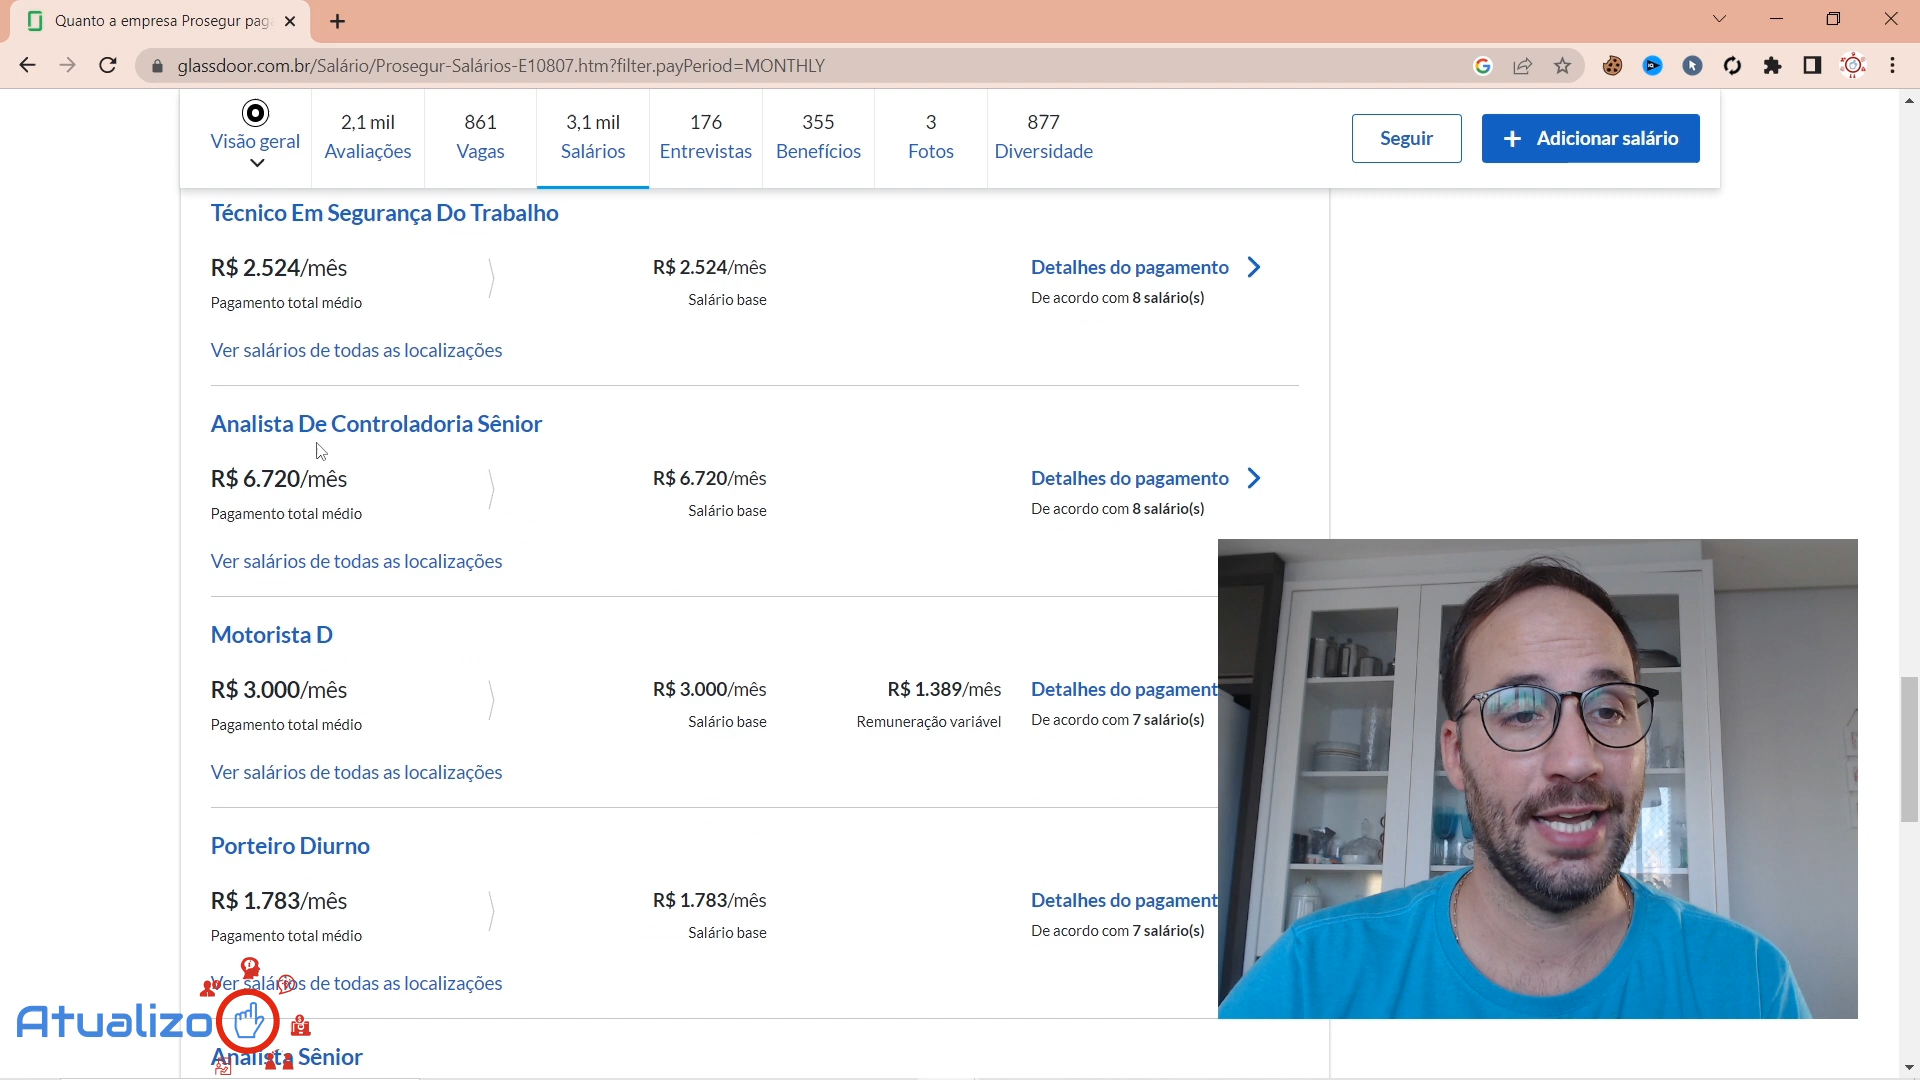 Quanto a empresa Prosegur pag
glassdoor.com.br/Salário/Prosegur-Salários-E10807.htm?filter.payPeriod=MONTHLY
Visão geral
2,1 mil
Avaliações
861
Vagas
3,1 mil
Salários
176
Entrevistas
355
Benefícios
3
Fotos
877
Diversidade
Seguir
+ Adicionar salário
Técnico Em Segurança Do Trabalho
R$ 2.524/mês
Pagamento total médio
R$ 2.524/mês
Salário base
Detalhes do pagamento
De acordo com 8 salário(s)
Ver salários de todas as localizações
Analista De Controladoria Sênior
R$ 6.720/mês
Pagamento total médio
R$ 6.720/mês
Salário base
Detalhes do pagamento
De acordo com 8 salário(s)
Ver salários de todas as localizações
Motorista D
R$ 3.000/mês
Pagamento total médio
R$ 3.000/mês
Salário base
R$ 1.389/mês
Remuneração variável
Detalhes do pagament
De acordo com 7 salário(s)
Ver salários de todas as localizações
Porteiro Diurno
R$ 1.783/mês
Pagamento total médio
R$ 1.783/mês
Salário base
Detalhes do pagament
De acordo com 7 salário(s)
Ver salários de todas as localizações
Atualizo
Analista Sênior